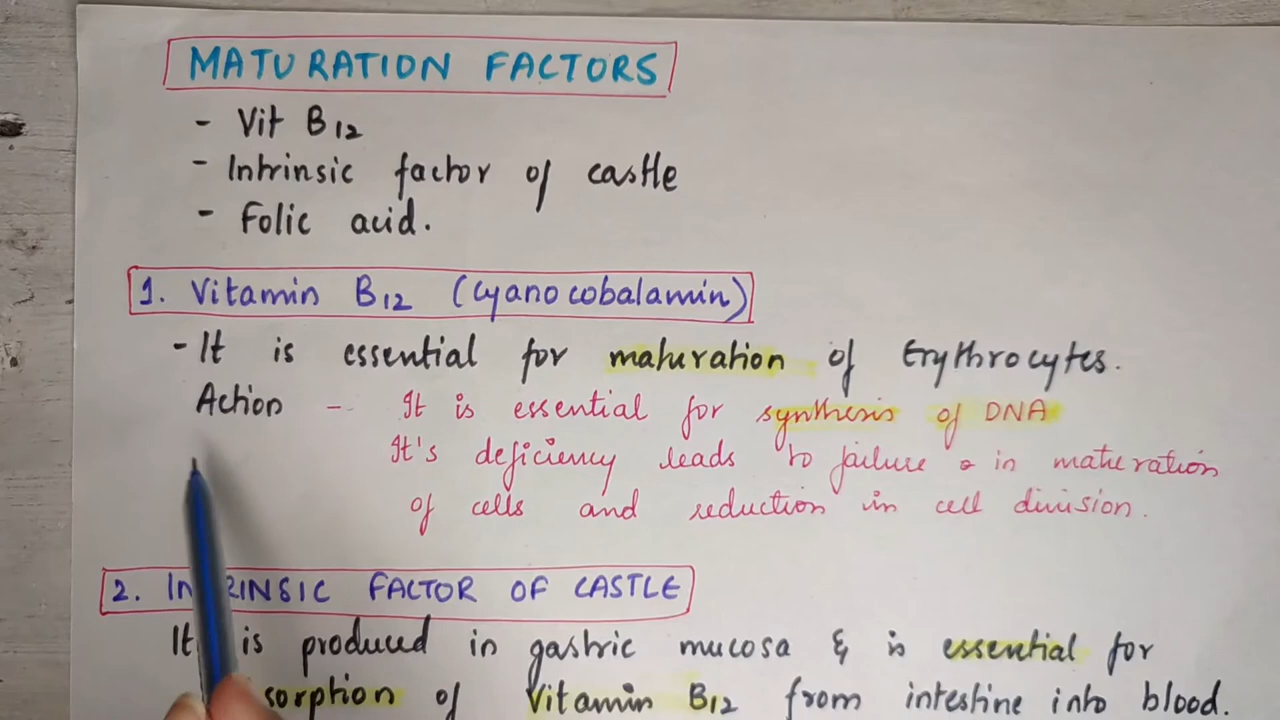 MATURATION FACTORS
- Vit B12
- Intrinsic factor of castle
- Folic acid.
1. Vitamin B12 (cyanocobalamin)
- It is essential for maturation of Erythrocytes.
Action - It is essential for synthesis of DNA
It's deficiency leads to failure in maturation
of cells and reduction in cell division.
2. INTRINSIC FACTOR OF CASTLE
It is produced in gastric mucosa & is essential for
sorption of Vitamin B12 from intestine into blood.